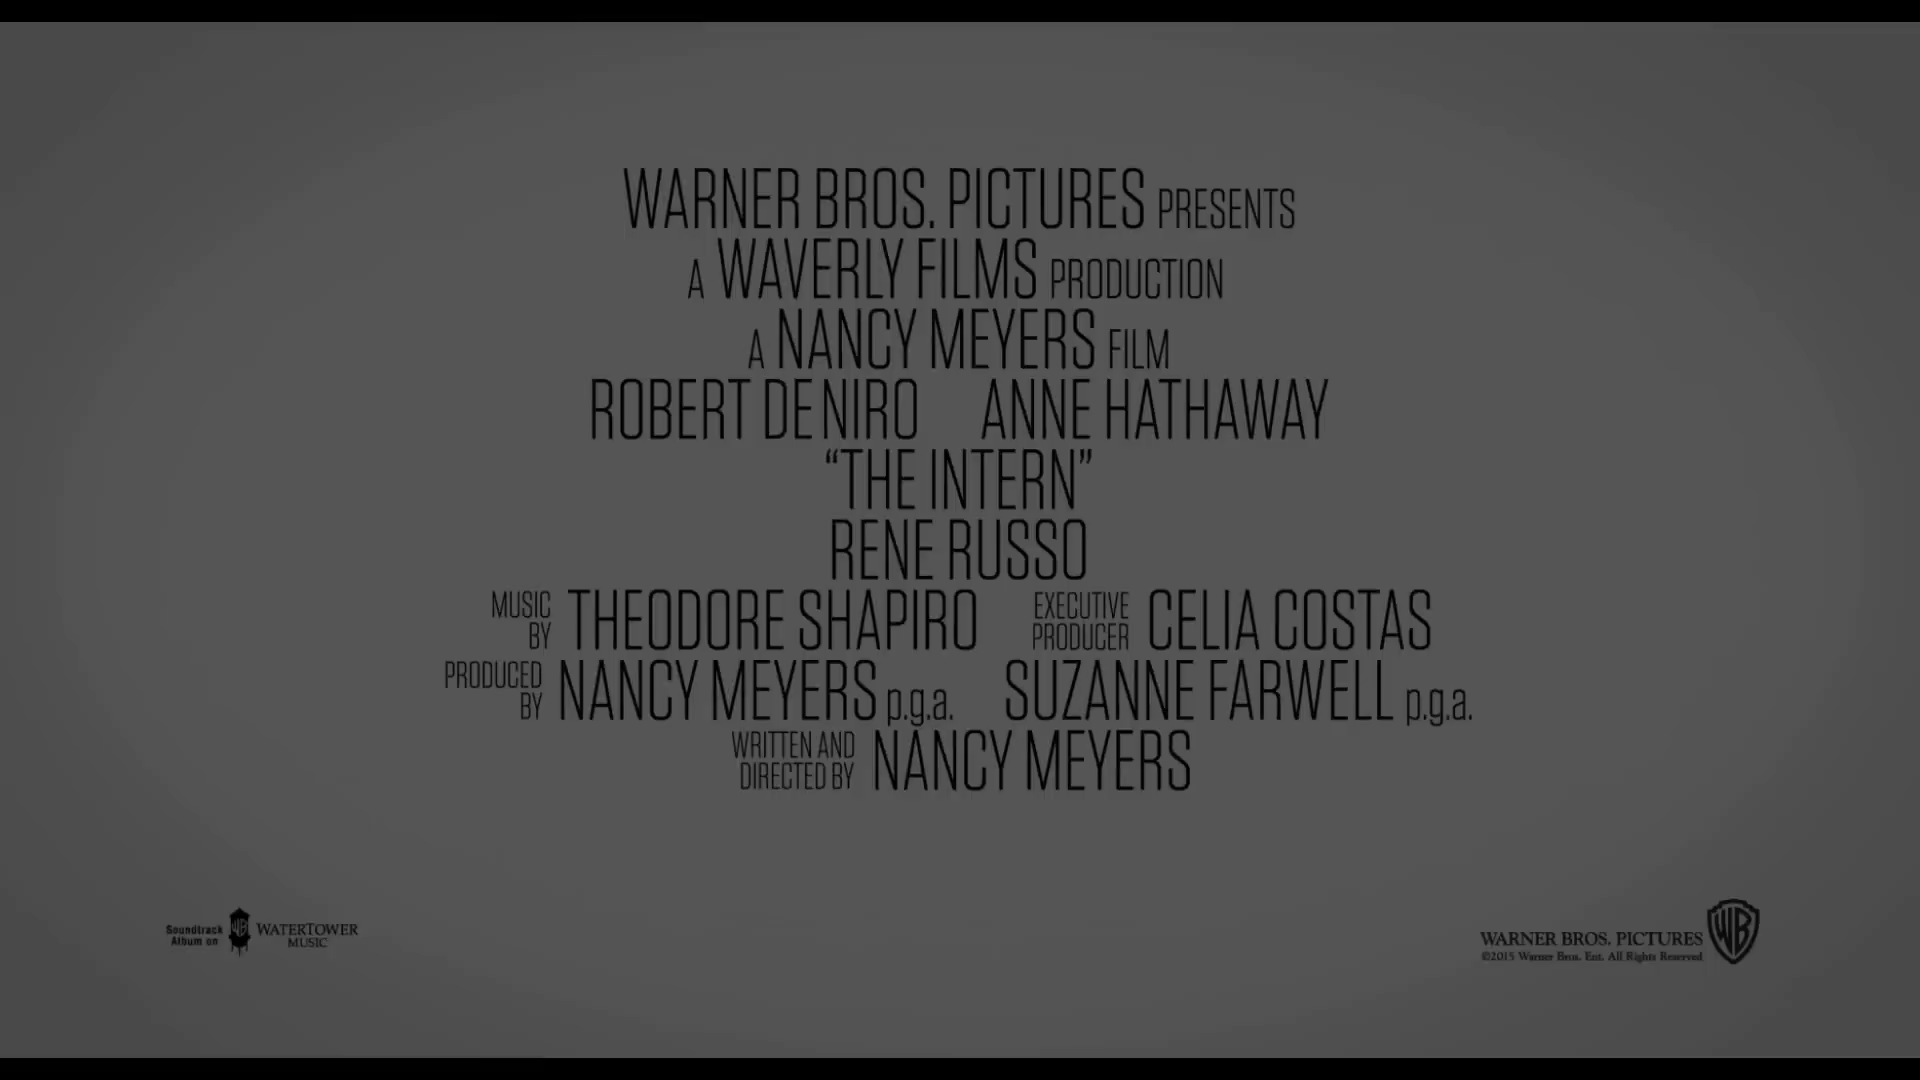 WARNER BROS. PICTURES PRESENTS
A WAVERLY FILMS PRODUCTION
A NANCY MEYERS FILM
ROBERT DE NIRO ANNE HATHAWAY
“THE INTERN”
RENE RUSSO
MUSIC BY THEODORE SHAPIRO EXECUTIVE PRODUCER CELIA COSTAS
PRODUCED BY NANCY MEYERS p.g.a. SUZANNE FARWELL p.g.a.
WRITTEN AND DIRECTED BY NANCY MEYERS
Soundtrack Album on WB WATERTOWER MUSIC
WARNER BROS. PICTURES WB
©2015 Warner Bros. Ent. All Rights Reserved